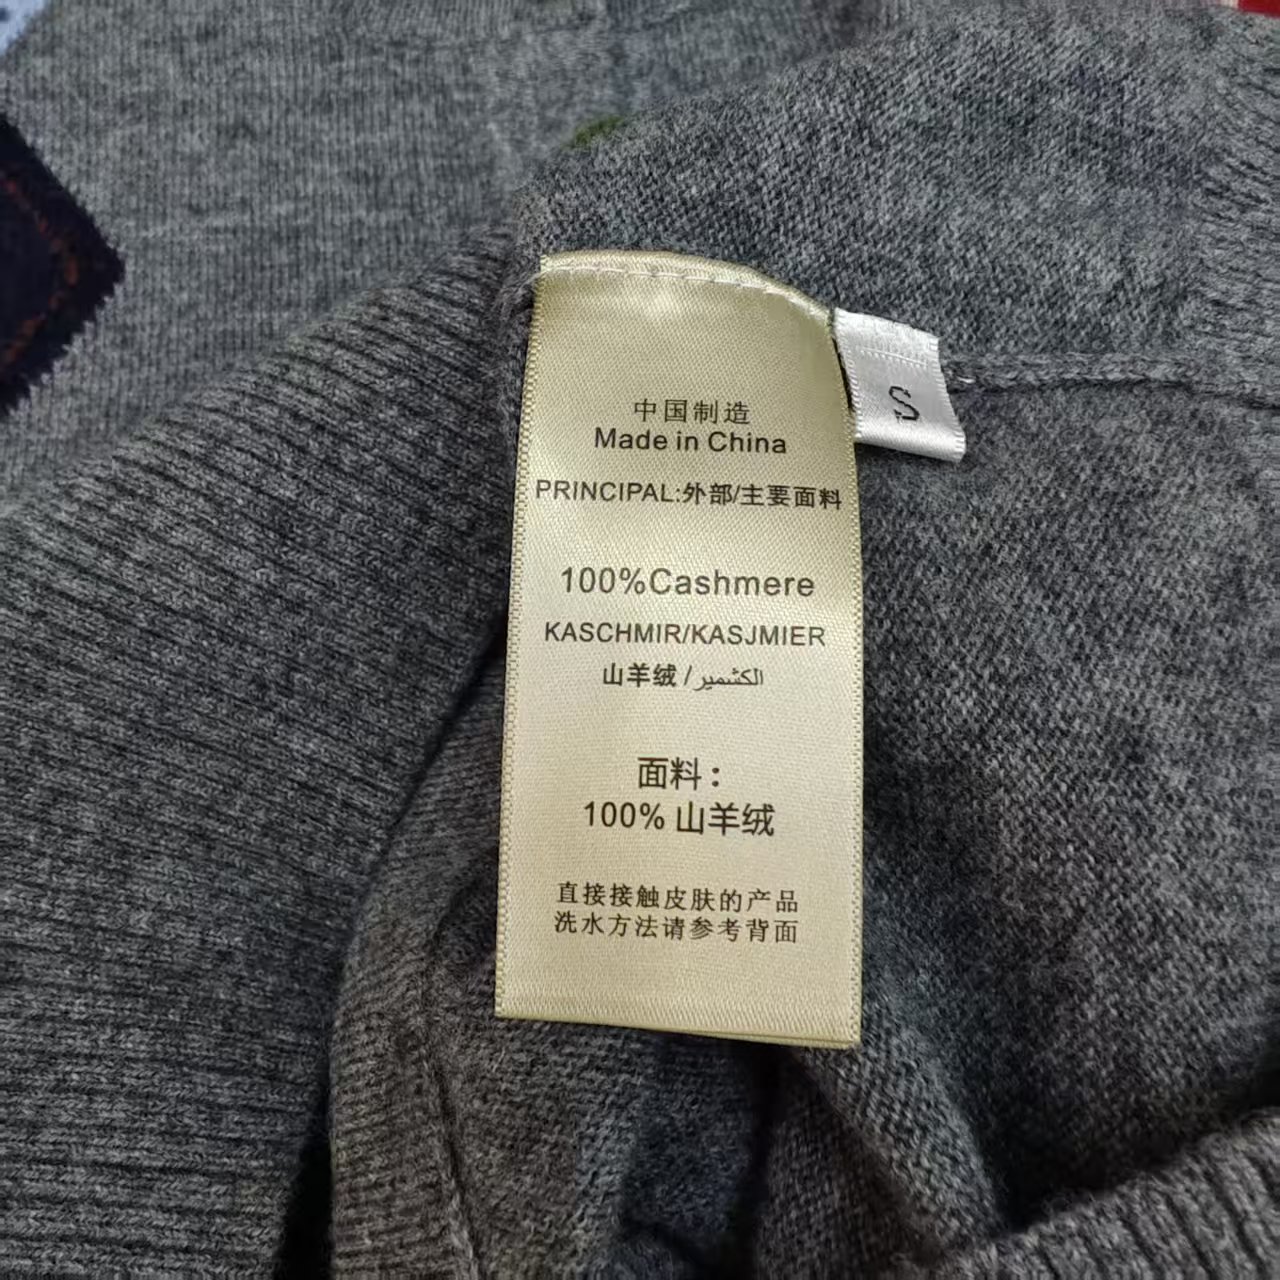 中国制造
Made in China
S
PRINCIPAL:外部/主要面料
100%Cashmere
KASCHMIR/KASJMIER
山羊绒/الكشمير
面料:
100% 山羊绒
直接接触皮肤的产品
洗水方法请参考背面